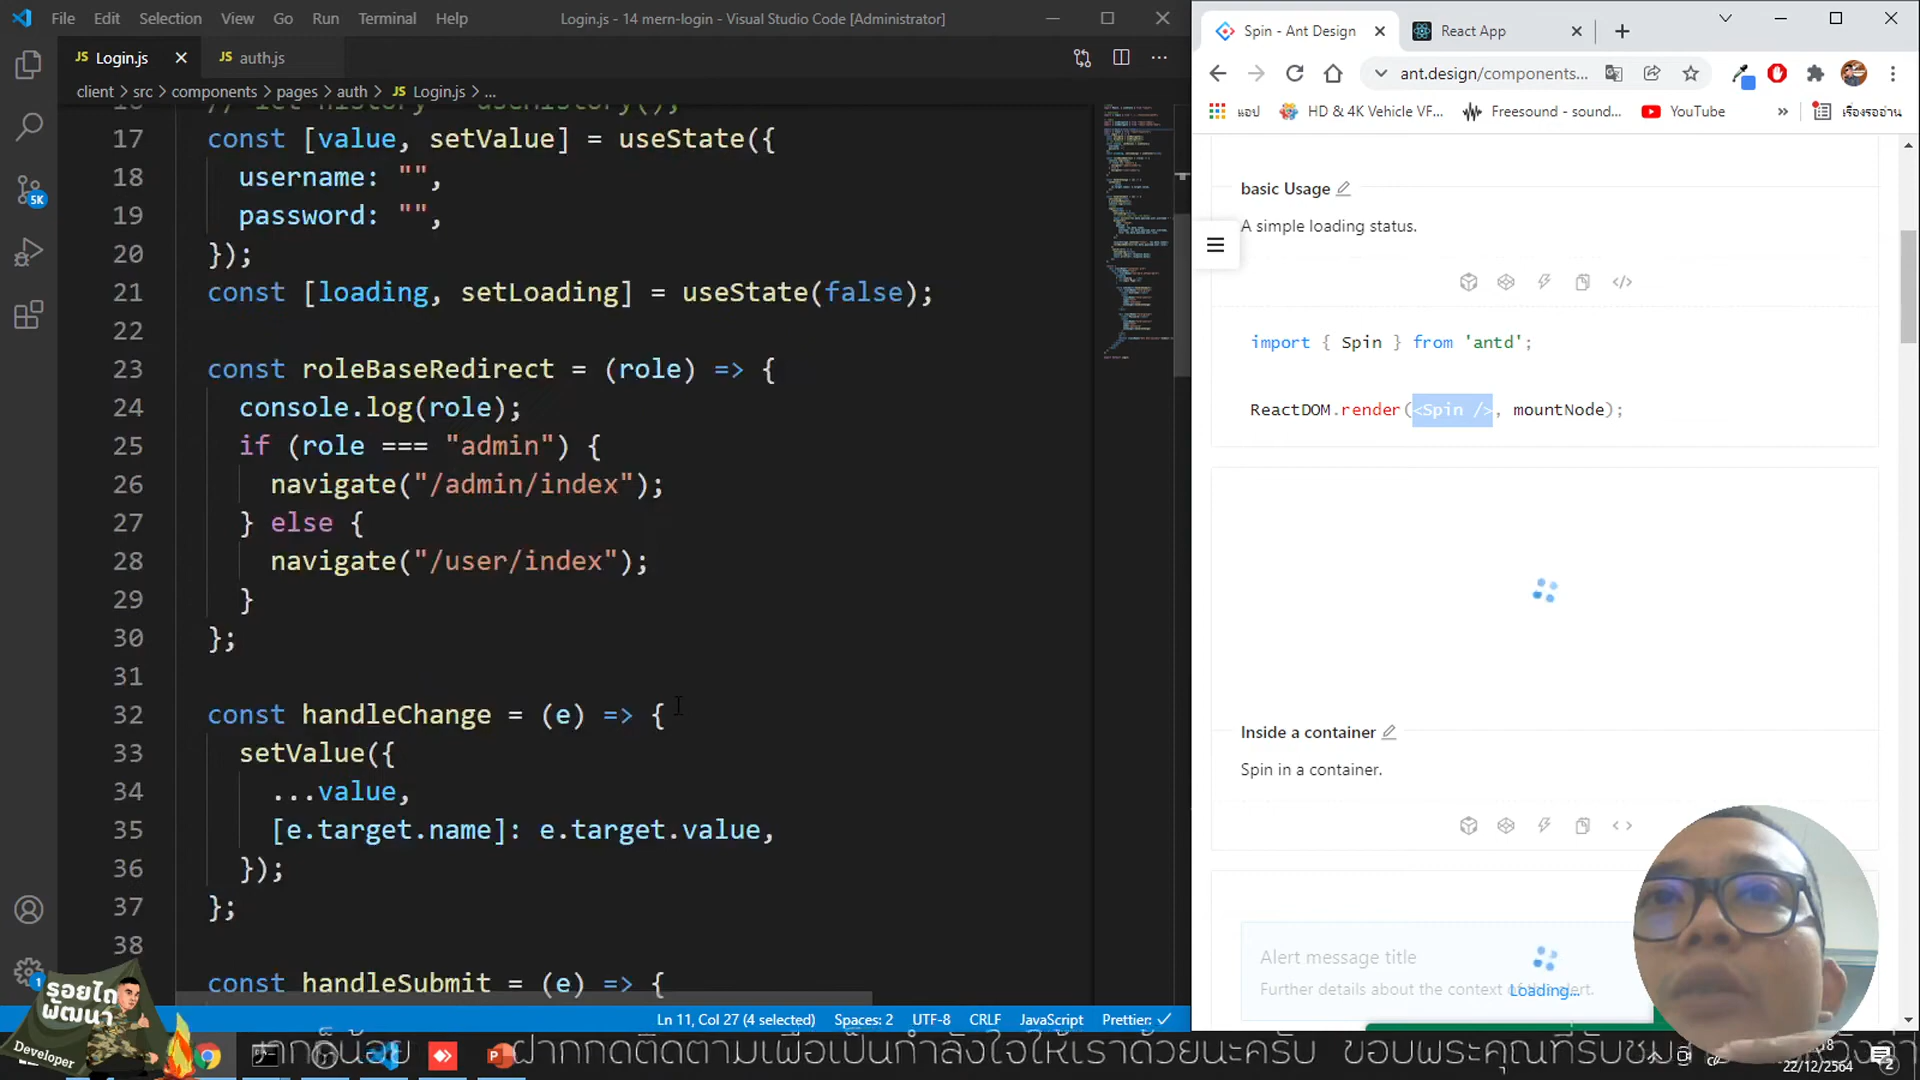 File Edit Selection View Go Run Terminal Help
Login.js - 14 mern-login - Visual Studio Code [Administrator]
JS Login.js
JS auth.js
client > src > components > pages > auth > JS Login.js > ...
16 // let history = useHistory();
17 const [value, setValue] = useState({
18 username: "",
19 password: "",
20 });
21 const [loading, setLoading] = useState(false);
22
23 const roleBaseRedirect = (role) => {
24 console.log(role);
25 if (role === "admin") {
26 navigate("/admin/index");
27 } else {
28 navigate("/user/index");
29 }
30 };
31
32 const handleChange = (e) => {
33 setValue({
34 ...value,
35 [e.target.name]: e.target.value,
36 });
37 };
38
const handleSubmit = (e) => {
5K
1
Ln 11, Col 27 (4 selected) Spaces: 2 UTF-8 CRLF JavaScript Prettier: ✓
Spin - Ant Design
React App
ant.design/components...
แอป HD & 4K Vehicle VF... Freesound - sound... YouTube » เรื่องรออ่าน
basic Usage
A simple loading status.
import { Spin } from 'antd';
ReactDOM.render(<Spin />, mountNode);
Inside a container
Spin in a container.
Alert message title
Loading...
รอยไถ
พัฒนา
Developer
ฝากกดติดตามเพื่อเป็นกำลังใจให้เราด้วยนะครับ ขอบพระคุณที่รับชม
22/12/2564
2